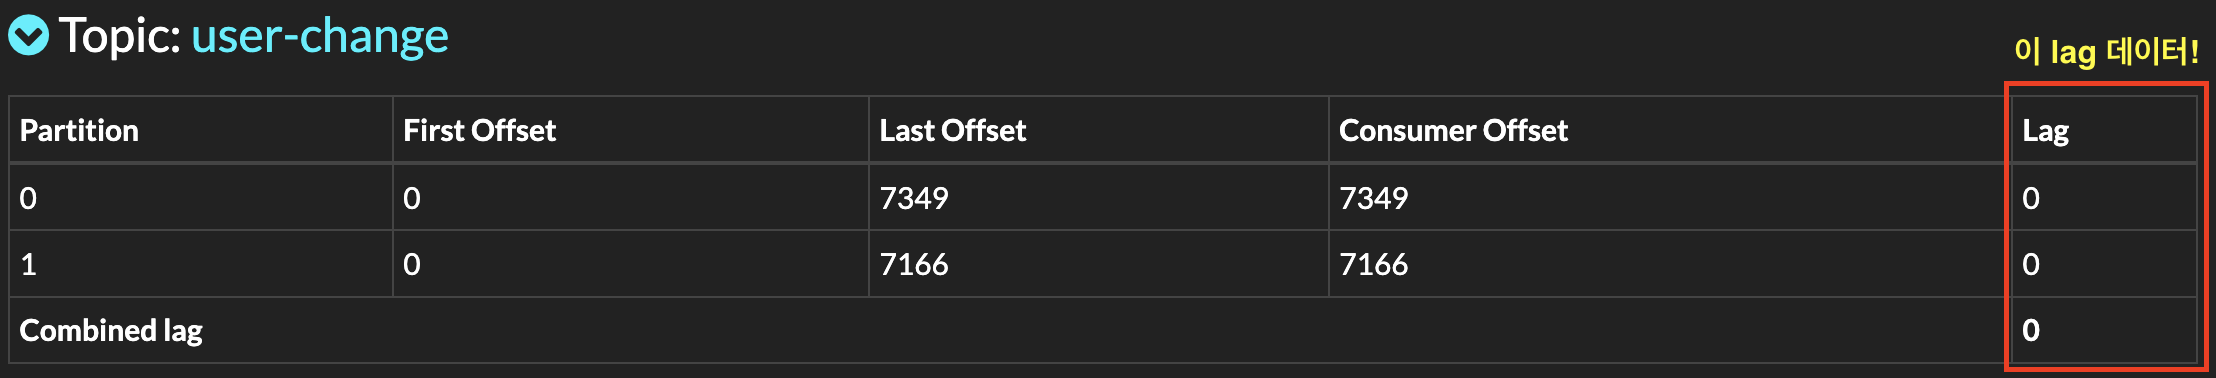 Topic: user-change
이 lag 데이터!
Partition First Offset Last Offset Consumer Offset Lag
0 0 7349 7349 0
1 0 7166 7166 0
Combined lag 0